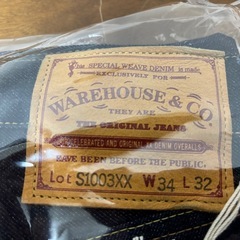 This SPECIAL WEAVE DENIM is made
EXCLUSIVELY FOR
WAREHOUSE & CO
THEY ARE
THE ORIGINAL JEANS
CELEBRATED AND ORIGINAL XX DENIM OVERALLS
HAVE BEEN BEFORE THE PUBLIC.
Lot S1003XX W34 L32